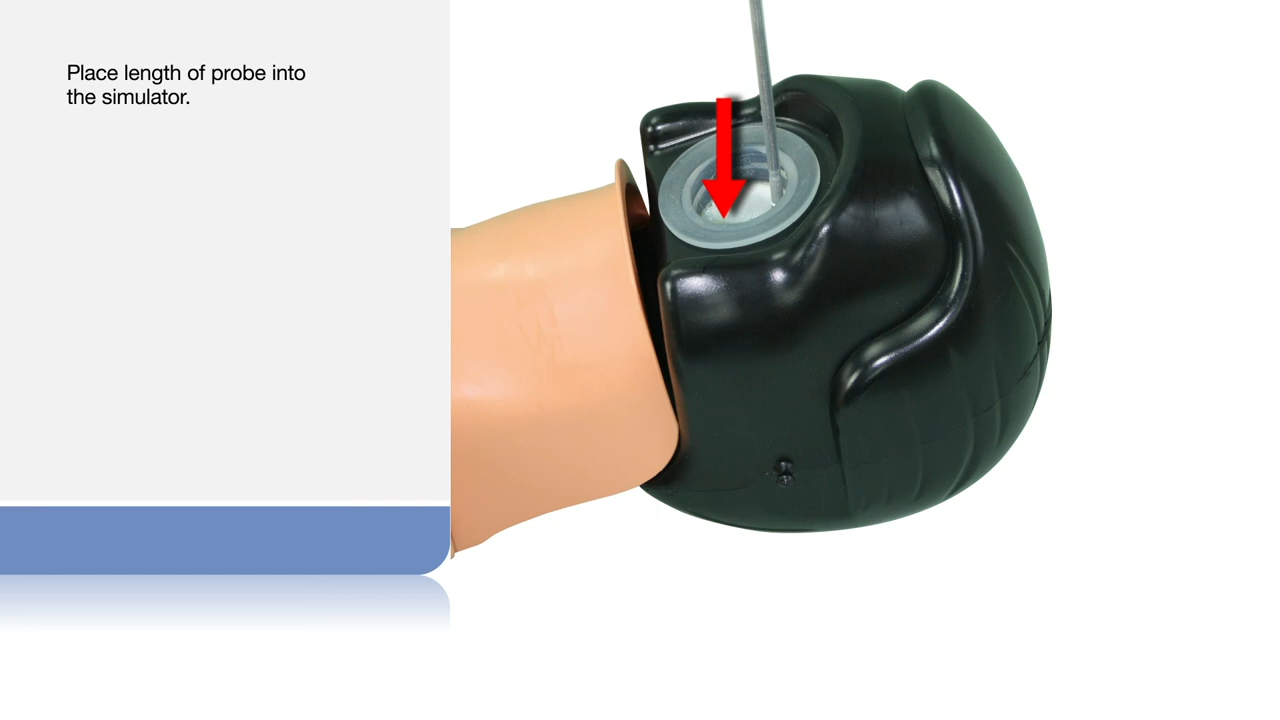 Place length of probe into
the simulator.